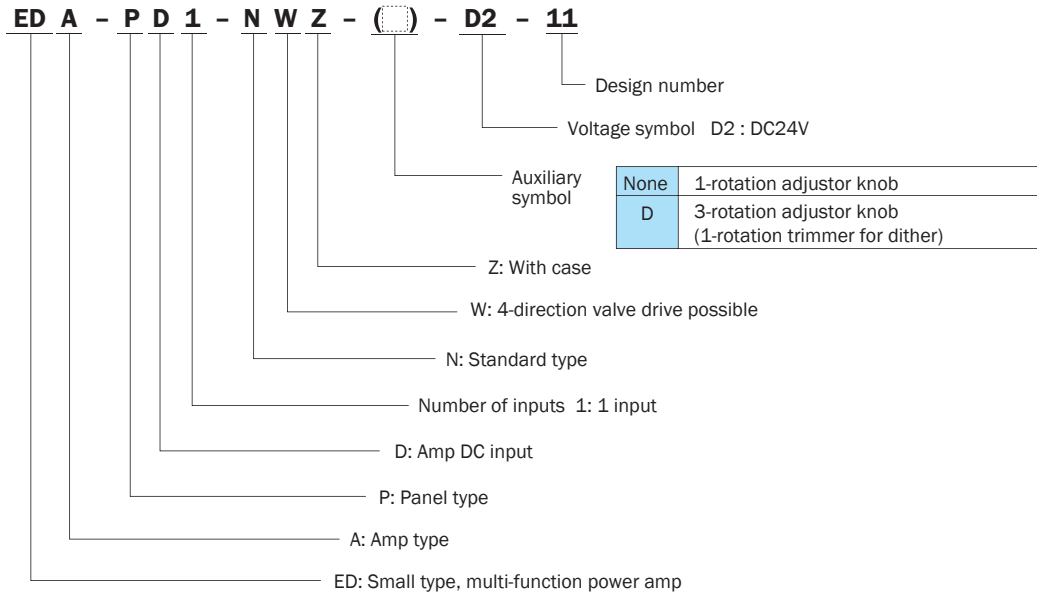 ED A - P D 1 - N W Z - ( ) - D2 - 11
Design number
Voltage symbol D2 : DC24V
Auxiliary
symbol
None 1-rotation adjustor knob
D 3-rotation adjustor knob
(1-rotation trimmer for dither)
Z: With case
W: 4-direction valve drive possible
N: Standard type
Number of inputs 1: 1 input
D: Amp DC input
P: Panel type
A: Amp type
ED: Small type, multi-function power amp